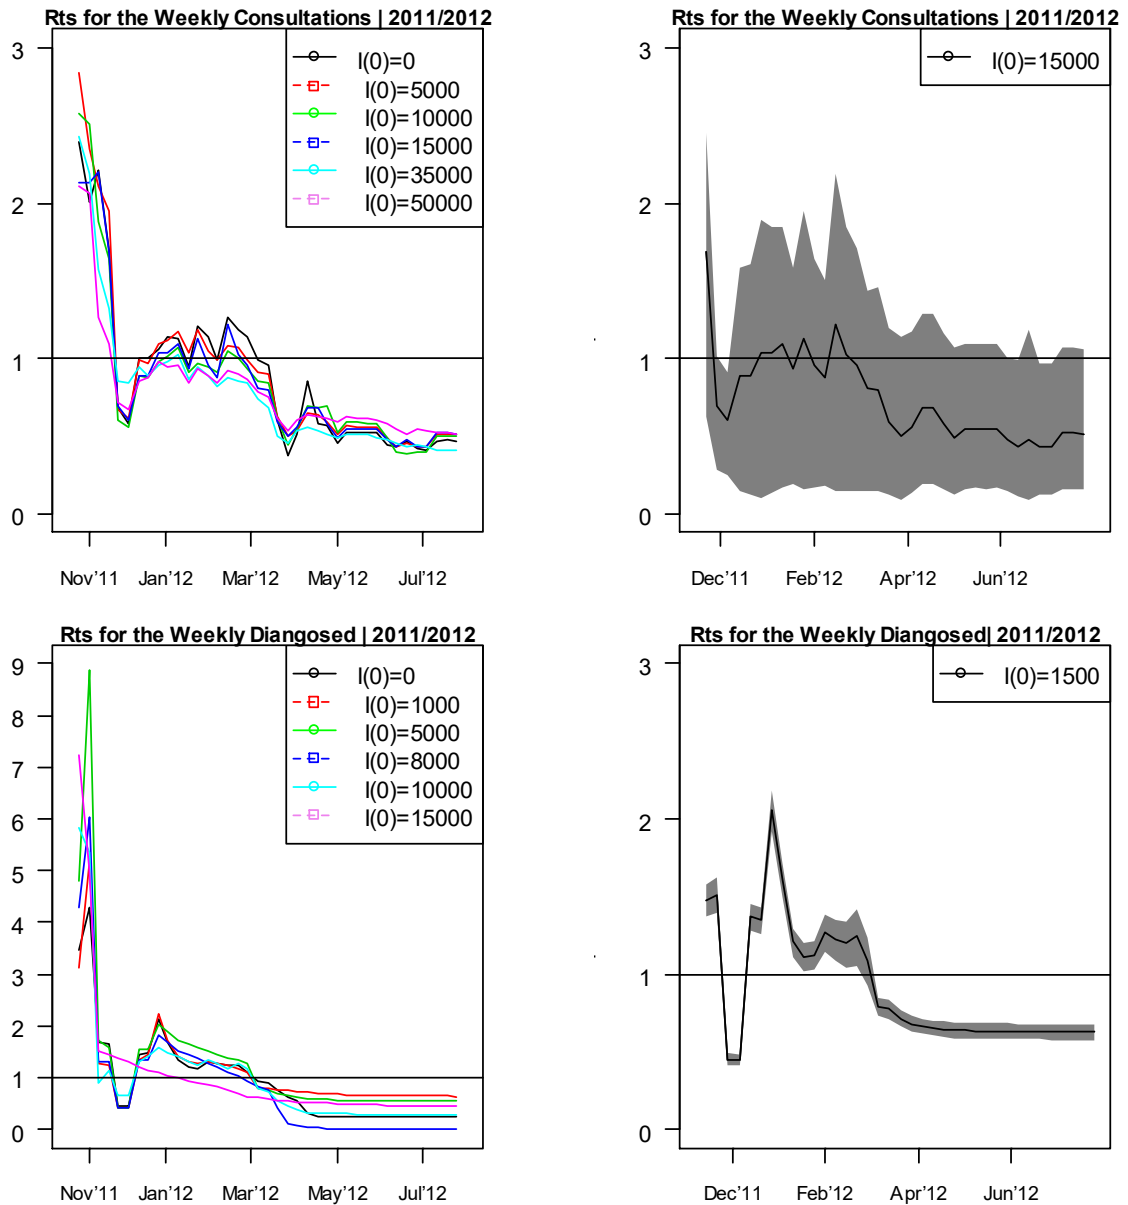 Rts for the Weekly Consultations | 2011/2012
3
2
1
0
I(0)=0
I(0)=5000
I(0)=10000
I(0)=15000
I(0)=35000
I(0)=50000
Nov'11 Jan'12 Mar'12 May'12 Jul'12
Rts for the Weekly Consultations | 2011/2012
3
2
1
0
I(0)=15000
Dec'11 Feb'12 Apr'12 Jun'12
Rts for the Weekly Diangosed | 2011/2012
9
8
7
6
5
4
3
2
1
0
I(0)=0
I(0)=1000
I(0)=5000
I(0)=8000
I(0)=10000
I(0)=15000
Nov'11 Jan'12 Mar'12 May'12 Jul'12
Rts for the Weekly Diangosed| 2011/2012
3
2
1
0
I(0)=1500
Dec'11 Feb'12 Apr'12 Jun'12